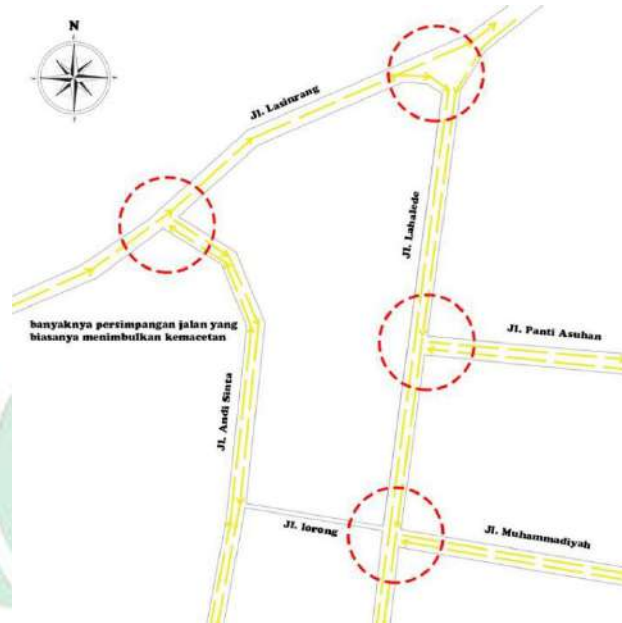 N
Jl. Lasinrang
Jl. Lahalede
banyaknya persimpangan jalan yang
biasanya menimbulkan kemacetan
Jl. Panti Asuhan
Jl. Andi Sinta
Jl. lorong
Jl. Muhammadiyah